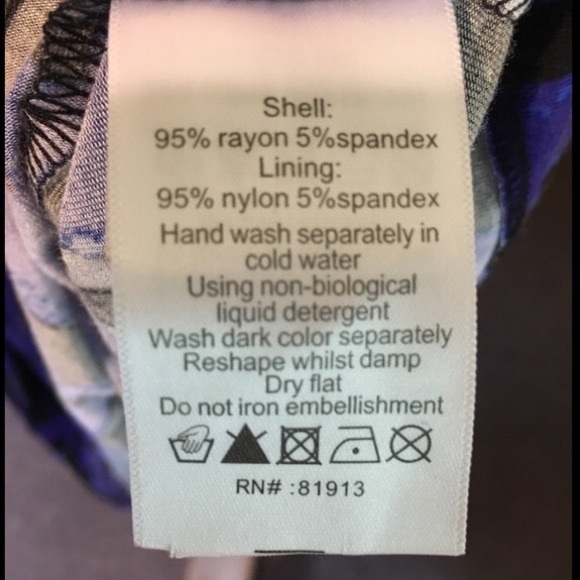 Shell:
95% rayon 5%spandex
Lining:
95% nylon 5%spandex
Hand wash separately in
cold water
Using non-biological
liquid detergent
Wash dark color separately
Reshape whilst damp
Dry flat
Do not iron embellishment
RN# :81913